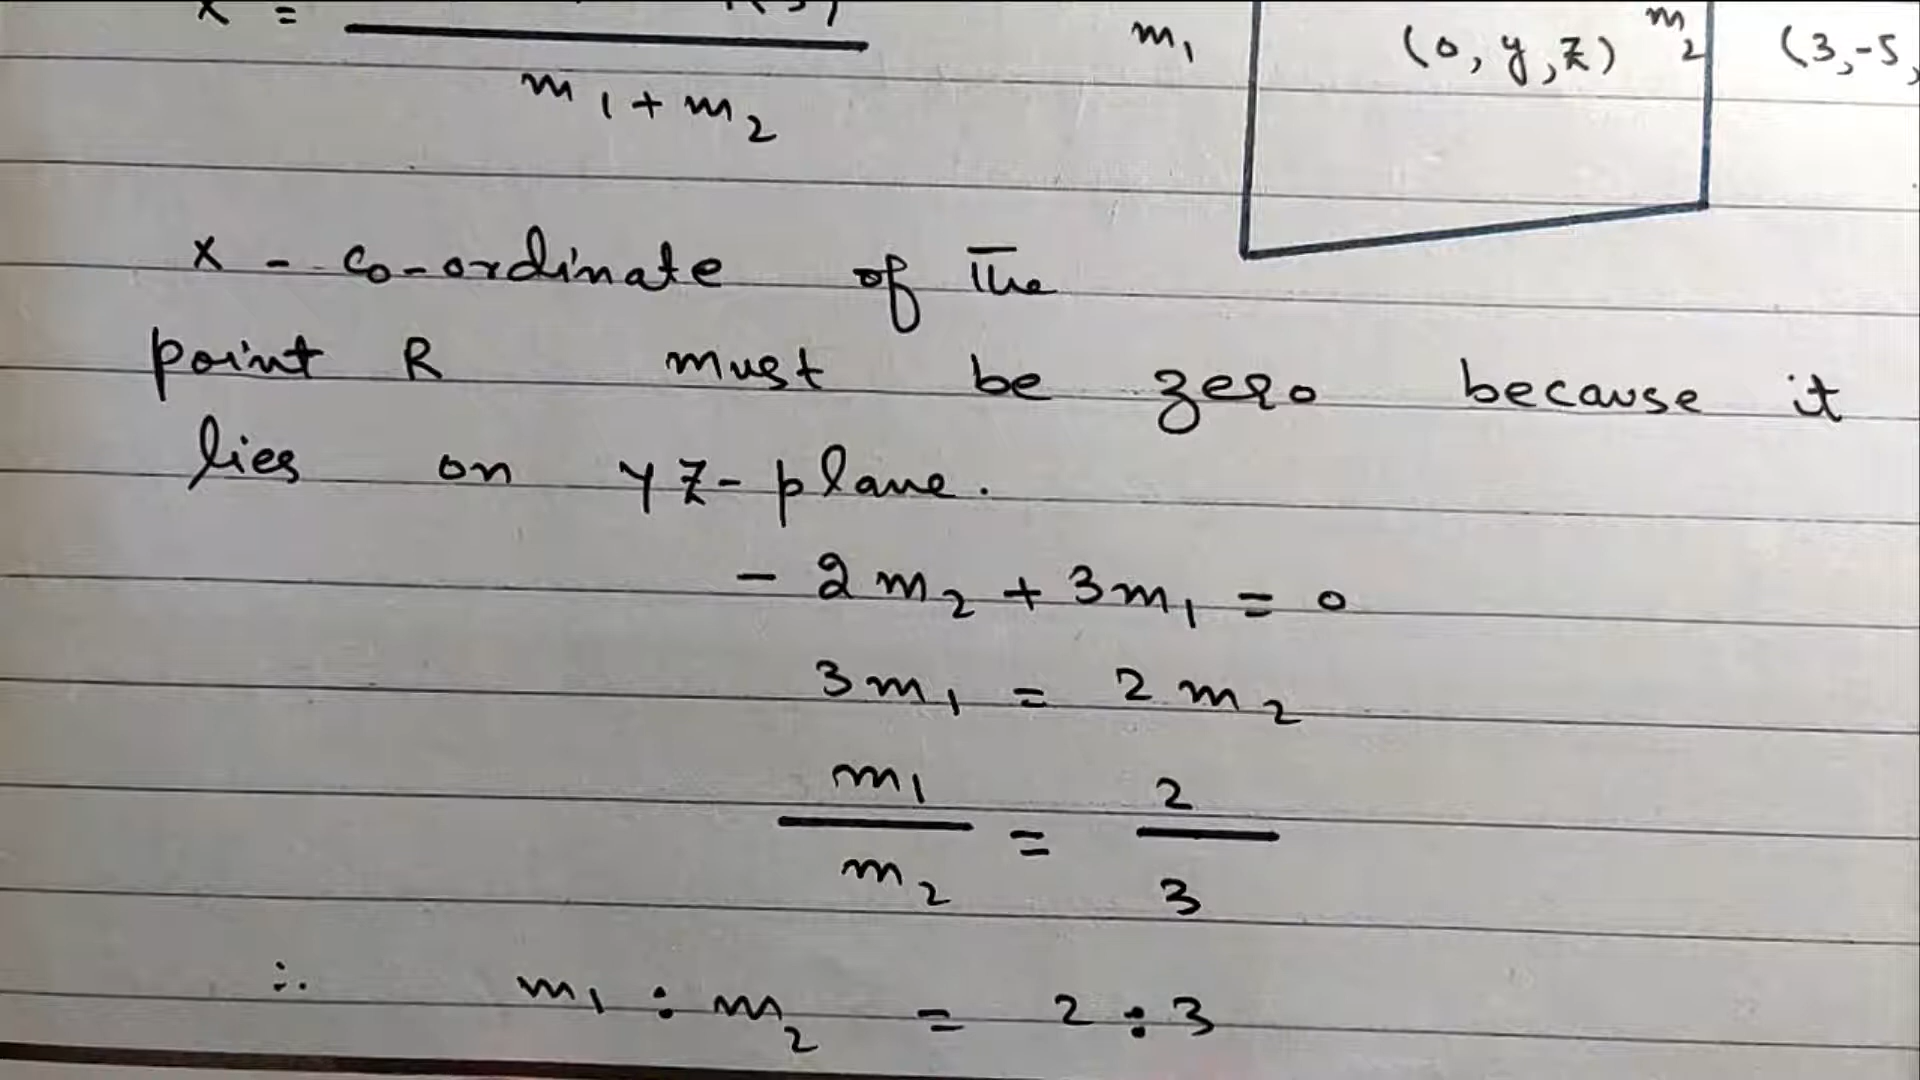 x =
m₁ (0, y, z) m₂ (3, -5,
m₁ + m₂
x - co-ordinate of The
point R must be zero because it
lies on YZ - plane.
- 2m₂ + 3m₁ = 0
3m₁ = 2m₂
m₁ / m₂ = 2 / 3
∴ m₁ : m₂ = 2 : 3